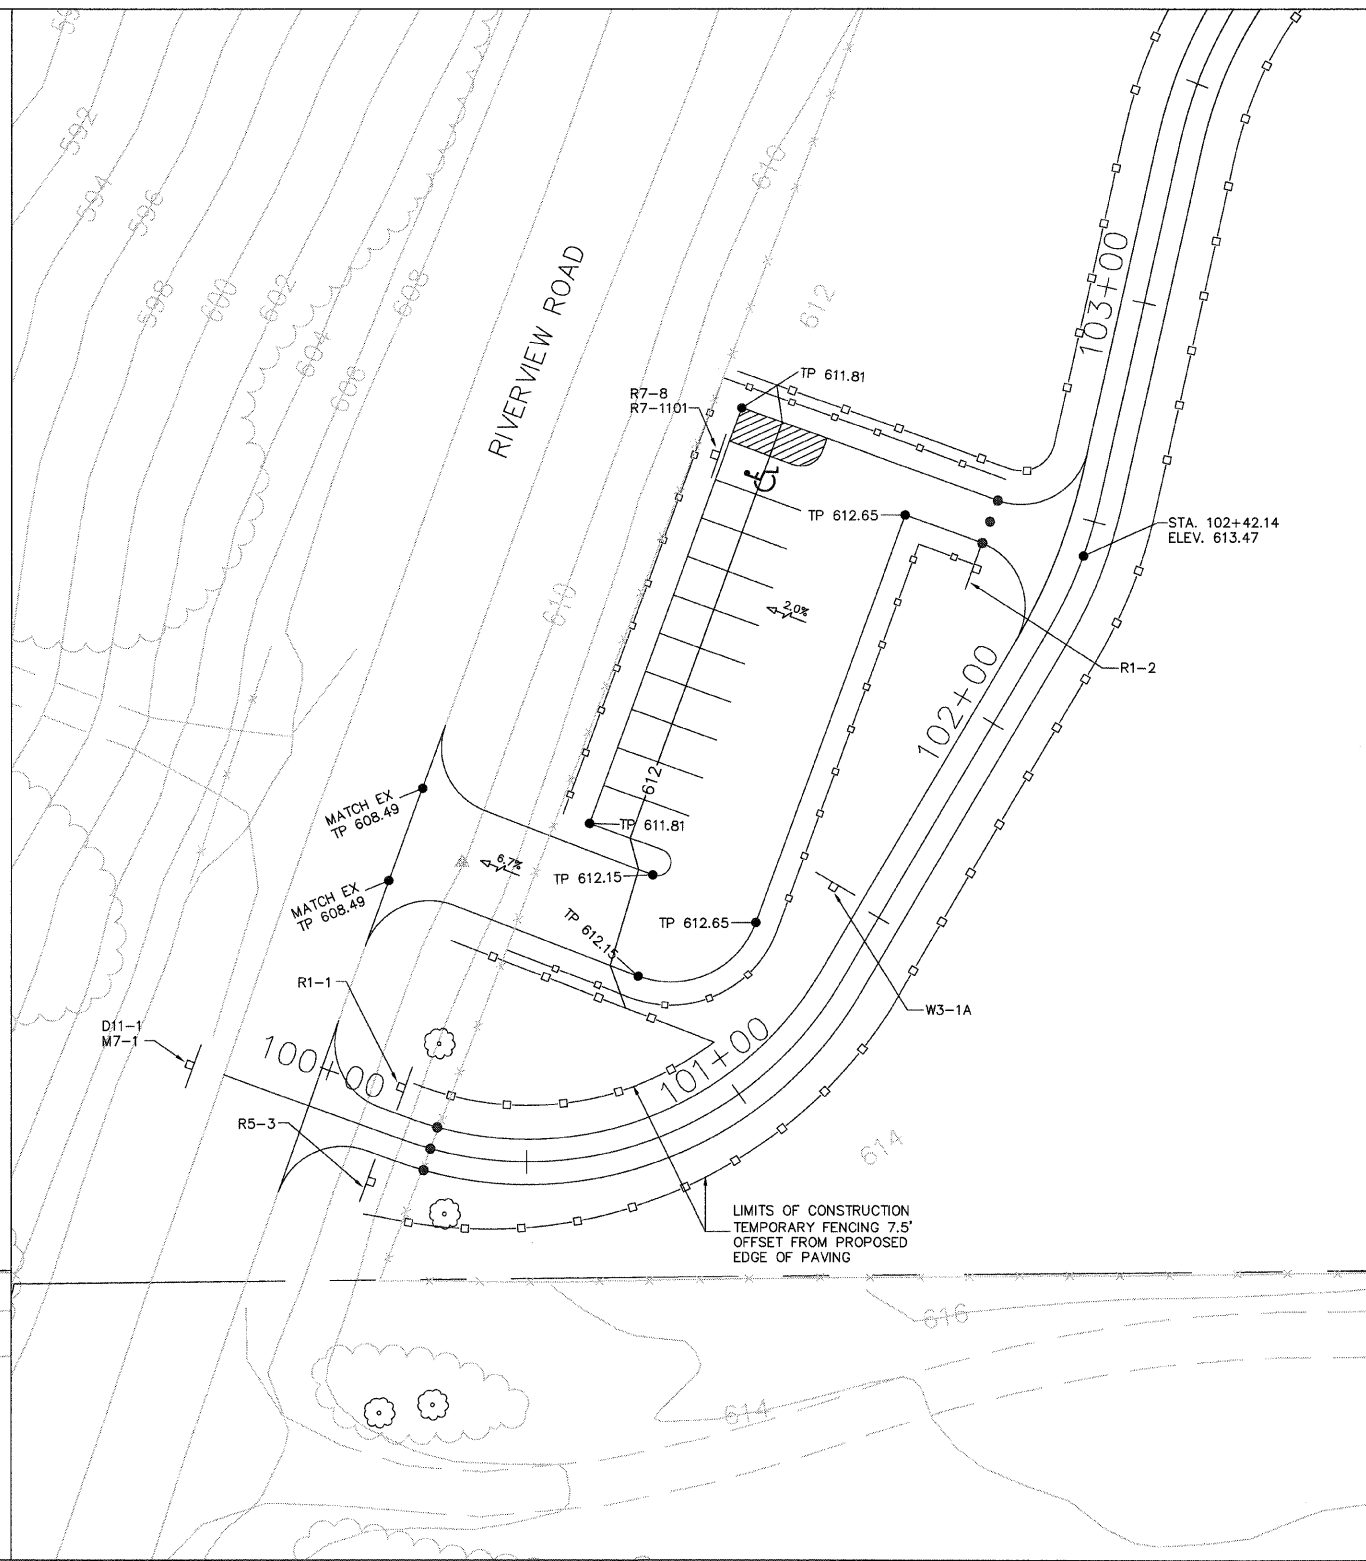 592
594
596
598
600
602
604
606
608
610
612
RIVERVIEW ROAD
103+00
TP 611.81
R7-8
R7-1101
TP 612.65
STA. 102+42.14
ELEV. 613.47
2.0%
610
R1-2
102+00
612
MATCH EX
TP 608.49
TP 611.81
6.7%
TP 612.15
MATCH EX
TP 608.49
TP 612.15
TP 612.65
R1-1
W3-1A
D11-1
M7-1
100+00
101+00
R5-3
614
LIMITS OF CONSTRUCTION
TEMPORARY FENCING 7.5'
OFFSET FROM PROPOSED
EDGE OF PAVING
616
614